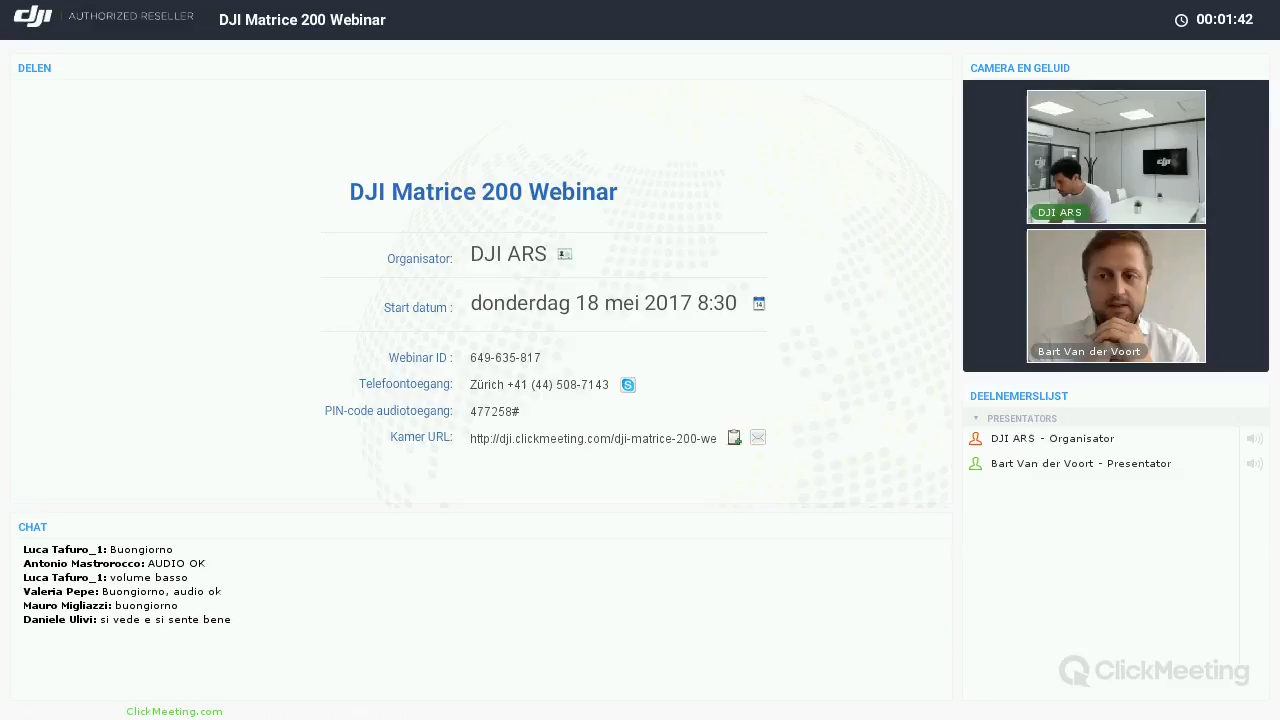 dji AUTHORIZED RESELLER DJI Matrice 200 Webinar 00:01:42
DELEN
DJI Matrice 200 Webinar
Organisator: DJI ARS
Start datum : donderdag 18 mei 2017 8:30
14
Webinar ID : 649-635-817
Telefoontoegang: Zürich +41 (44) 508-7143
PIN-code audiotoegang: 477258#
Kamer URL: http://dji.clickmeeting.com/dji-matrice-200-we
CHAT
Luca Tafuro_1: Buongiorno
Antonio Mastrorocco: AUDIO OK
Luca Tafuro_1: volume basso
Valeria Pepe: Buongiorno, audio ok
Mauro Migliazzi: buongiorno
Daniele Ulivi: si vede e si sente bene
ClickMeeting.com
CAMERA EN GELUID
dji
dji
DJI ARS
Bart Van der Voort
DEELNEMERSLIJST
PRESENTATORS
DJI ARS - Organisator
Bart Van der Voort - Presentator
ClickMeeting